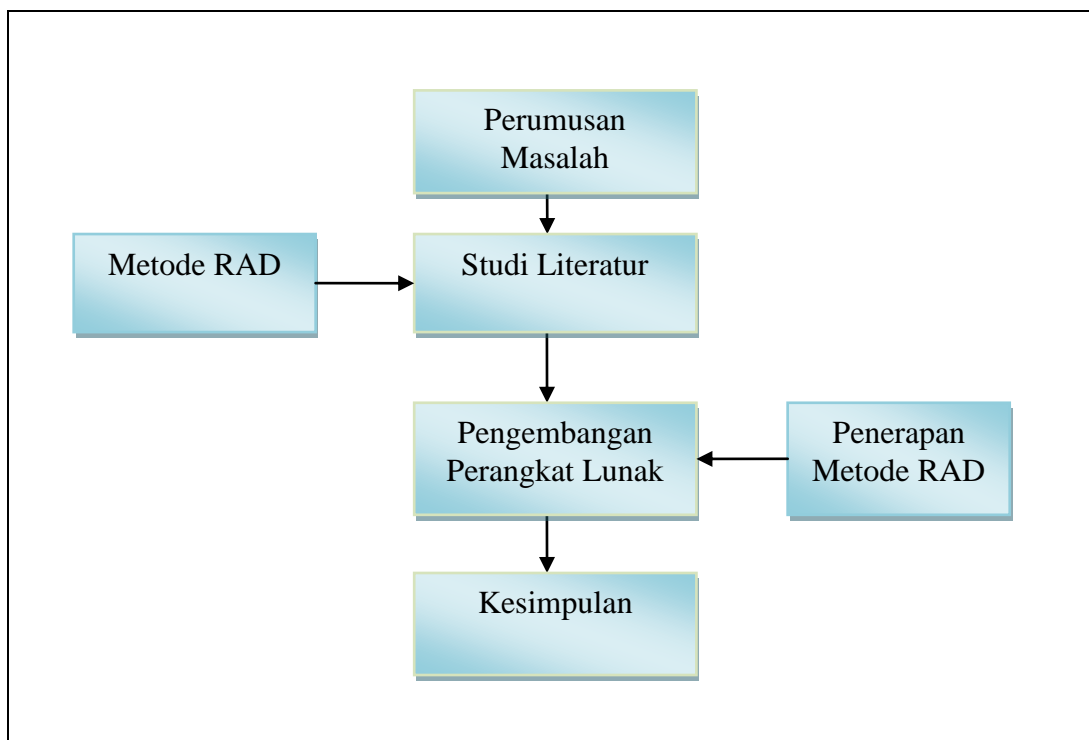 Perumusan
Masalah
Metode RAD
Studi Literatur
Pengembangan
Perangkat Lunak
Penerapan
Metode RAD
Kesimpulan